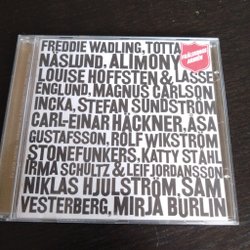 FREDDIE WADLING, TOTTA
NÄSLUND, ALIMONY
LOUISE HOFFSTEN & LASSE
ENGLUND, MAGNUS CARLSON
INCKA, STEFAN SUNDSTRÖM
CARL-EINAR HÄCKNER, ÅSA
GUSTAFSSON, ROLF WIKSTRÖM
STONEFUNKERS, KATTY STÅHL
IRMA SCHULTZ & LEIF JORDANSSON
NIKLAS HJULSTRÖM, SAM
VESTERBERG, MIRJA BURLIN